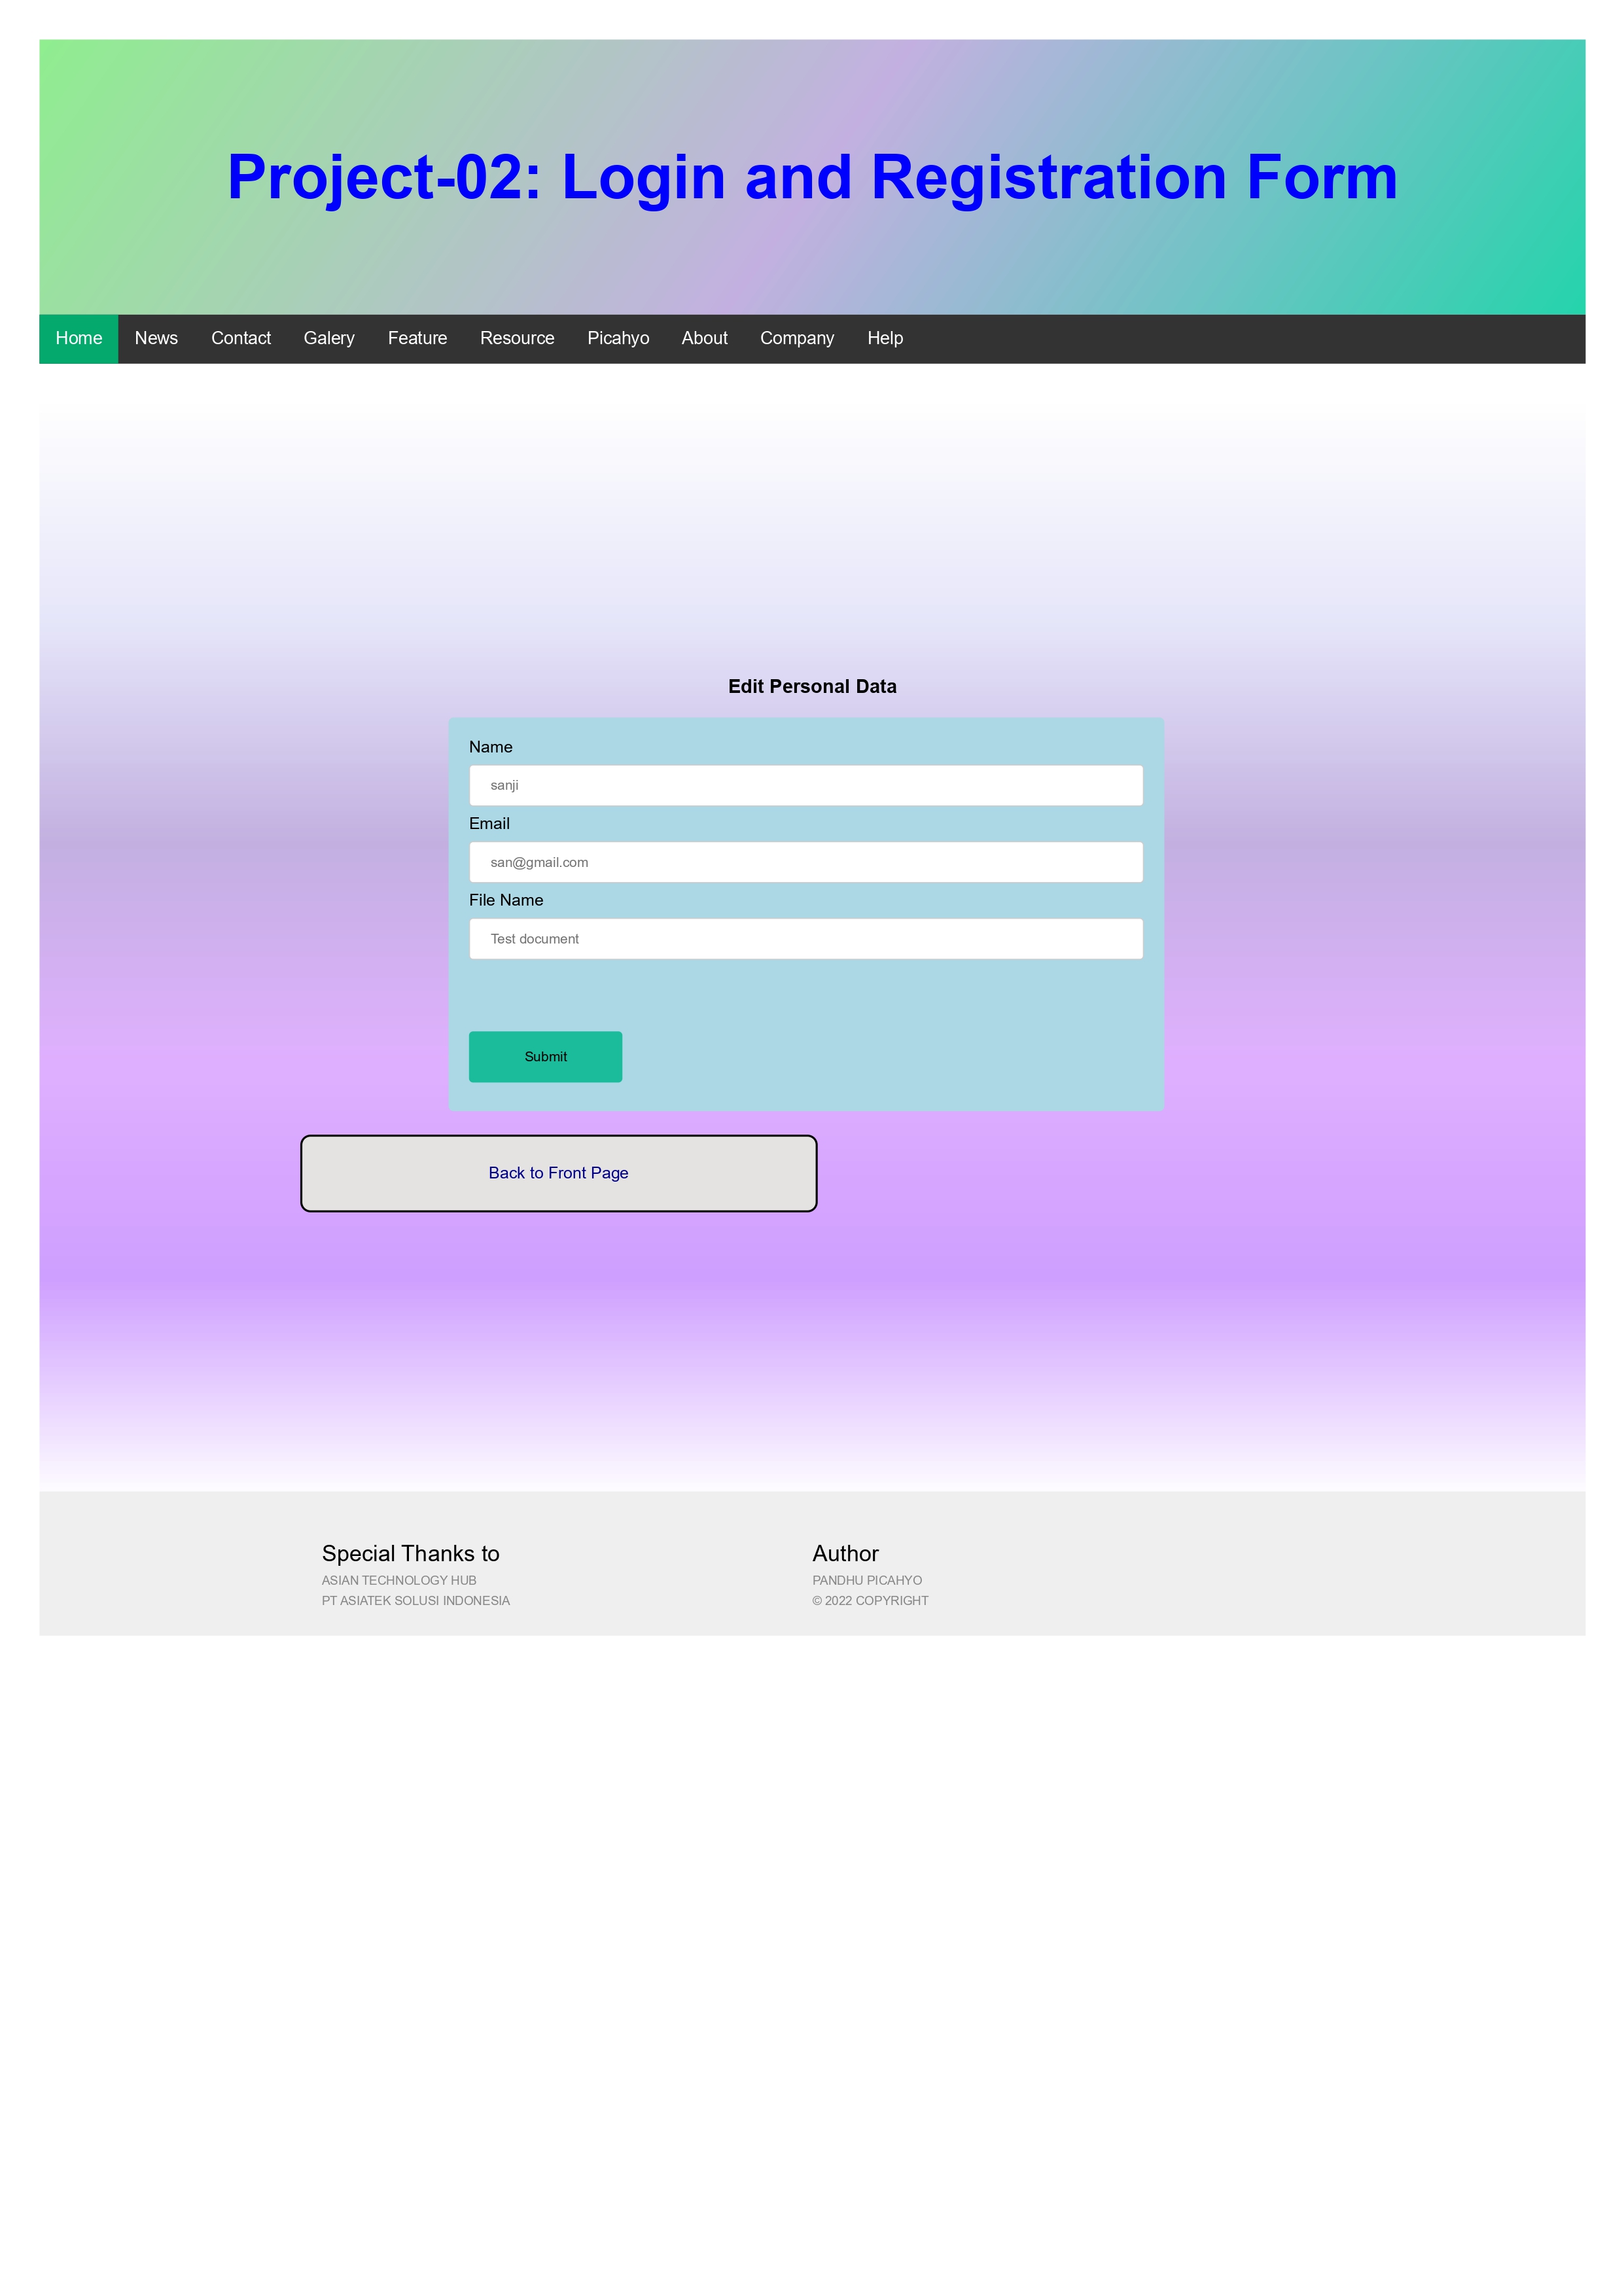 Project-02: Login and Registration Form
Home News Contact Galery Feature Resource Picahyo About Company Help
Edit Personal Data
Name
sanji
Email
san@gmail.com
File Name
Test document
Submit
Back to Front Page
Special Thanks to
ASIAN TECHNOLOGY HUB
PT ASIATEK SOLUSI INDONESIA
Author
PANDHU PICAHYO
© 2022 COPYRIGHT